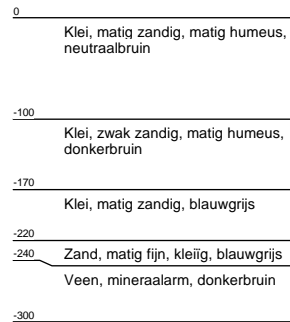 0
Klei, matig zandig, matig humeus,
neutraalbruin
-100
Klei, zwak zandig, matig humeus,
donkerbruin
-170
Klei, matig zandig, blauwgrijs
-220
-240 Zand, matig fijn, kleiïg, blauwgrijs
Veen, mineraalarm, donkerbruin
-300